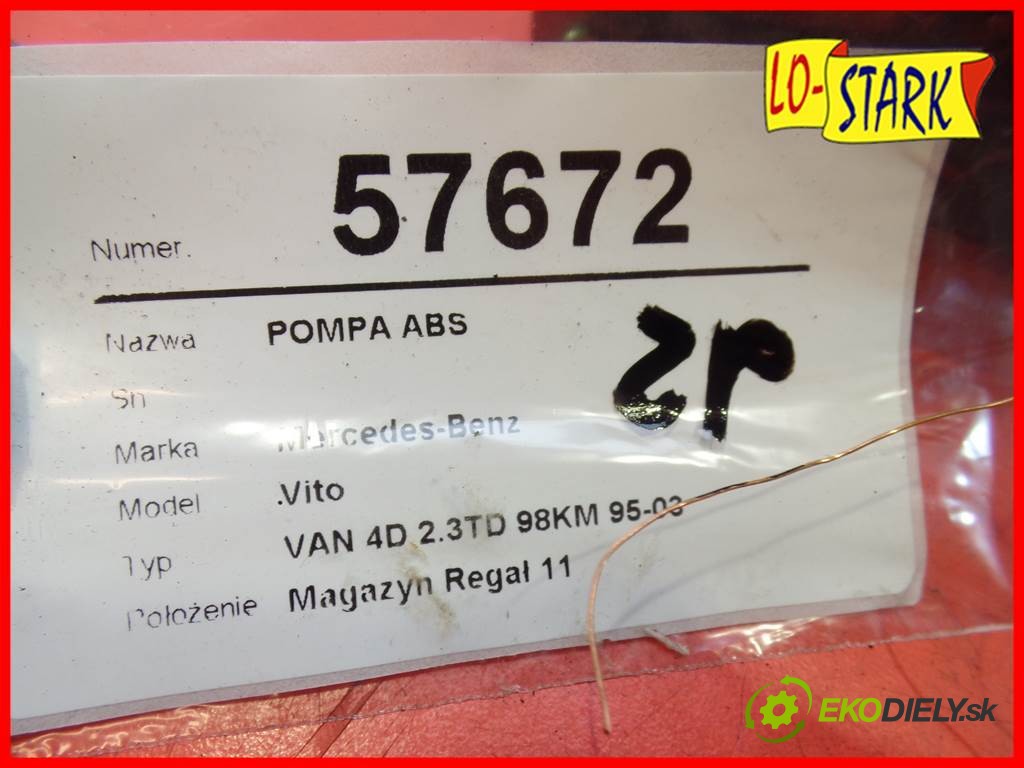 LO-STARK
Numer. 57672
Nazwa POMPA ABS
Sn
Marka Mercedes-Benz
Model .Vito
Typ VAN 4D 2.3TD 98KM 95-03
Położenie Magazyn Regał 11
EKODIELY.sk